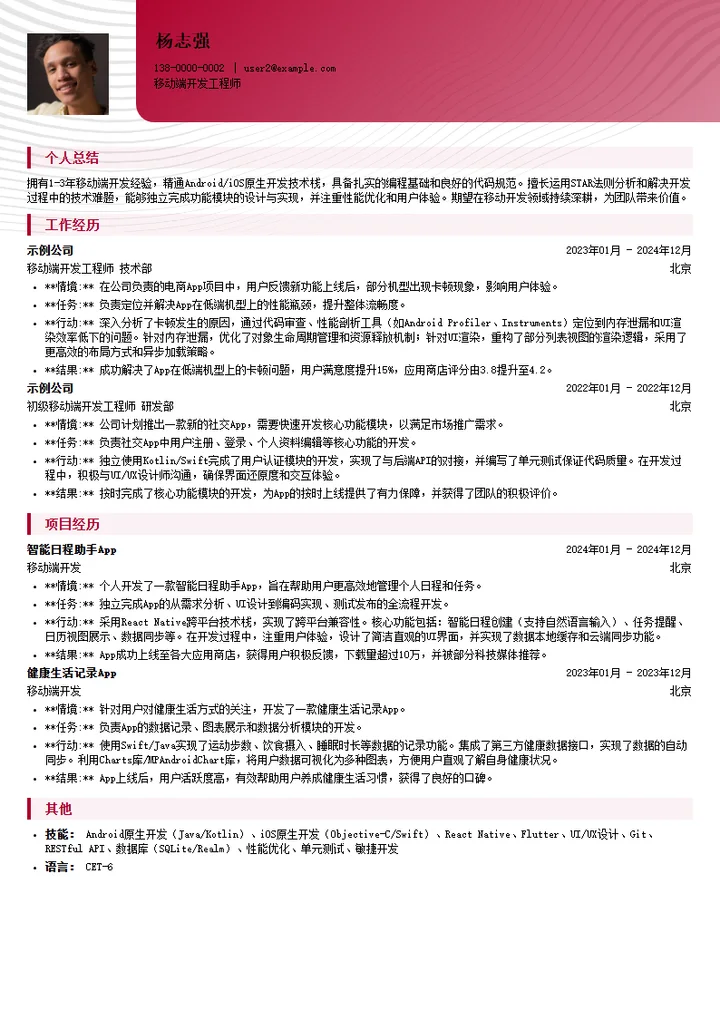 杨志强
138-0000-0002 | user2@example.com
移动端开发工程师
个人总结
拥有1-3年移动端开发经验，精通Android/iOS原生开发技术栈，具备扎实的编程基础和良好的代码规范。擅长运用STAR法则分析和解决开发
过程中的技术难题，能够独立完成功能模块的设计与实现，并注重性能优化和用户体验。期望在移动开发领域持续深耕，为团队带来价值。
工作经历
示例公司 2023年01月 - 2024年12月
移动端开发工程师 技术部 北京
• **情境:** 在公司负责的电商App项目中，用户反馈新功能上线后，部分机型出现卡顿现象，影响用户体验。
• **任务:** 负责定位并解决App在低端机型上的性能瓶颈，提升整体流畅度。
• **行动:** 深入分析了卡顿发生的原因，通过代码审查、性能剖析工具（如Android Profiler、Instruments）定位到内存泄漏和UI渲
染效率低下的问题。针对内存泄漏，优化了对象生命周期管理和资源释放机制；针对UI渲染，重构了部分列表视图的渲染逻辑，采用了
更高效的布局方式和异步加载策略。
• **结果:** 成功解决了App在低端机型上的卡顿问题，用户满意度提升15%，应用商店评分由3.8提升至4.2。
示例公司 2022年01月 - 2022年12月
初级移动端开发工程师 研发部 北京
• **情境:** 公司计划推出一款新的社交App，需要快速开发核心功能模块，以满足市场推广需求。
• **任务:** 负责社交App中用户注册、登录、个人资料编辑等核心功能的开发。
• **行动:** 独立使用Kotlin/Swift完成了用户认证模块的开发，实现了与后端API的对接，并编写了单元测试保证代码质量。在开发过
程中，积极与UI/UX设计师沟通，确保界面还原度和交互体验。
• **结果:** 按时完成了核心功能模块的开发，为App的按时上线提供了有力保障，并获得了团队的积极评价。
项目经历
智能日程助手App 2024年01月 - 2024年12月
移动端开发 北京
• **情境:** 个人开发了一款智能日程助手App，旨在帮助用户更高效地管理个人日程和任务。
• **任务:** 独立完成App的从需求分析、UI设计到编码实现、测试发布的全流程开发。
• **行动:** 采用React Native跨平台技术栈，实现了跨平台兼容性。核心功能包括：智能日程创建（支持自然语言输入）、任务提醒、
日历视图展示、数据同步等。在开发过程中，注重用户体验，设计了简洁直观的UI界面，并实现了数据本地缓存和云端同步功能。
• **结果:** App成功上线至各大应用商店，获得用户积极反馈，下载量超过10万，并被部分科技媒体推荐。
健康生活记录App 2023年01月 - 2023年12月
移动端开发 北京
• **情境:** 针对用户对健康生活方式的关注，开发了一款健康生活记录App。
• **任务:** 负责App的数据记录、图表展示和数据分析模块的开发。
• **行动:** 使用Swift/Java实现了运动步数、饮食摄入、睡眠时长等数据的记录功能。集成了第三方健康数据接口，实现了数据的自动
同步。利用Charts库/MPAndroidChart库，将用户数据可视化为多种图表，方便用户直观了解自身健康状况。
• **结果:** App上线后，用户活跃度高，有效帮助用户养成健康生活习惯，获得了良好的口碑。
其他
• 技能： Android原生开发（Java/Kotlin）、iOS原生开发（Objective-C/Swift）、React Native、Flutter、UI/UX设计、Git、
RESTful API、数据库（SQLite/Realm）、性能优化、单元测试、敏捷开发
• 语言： CET-6